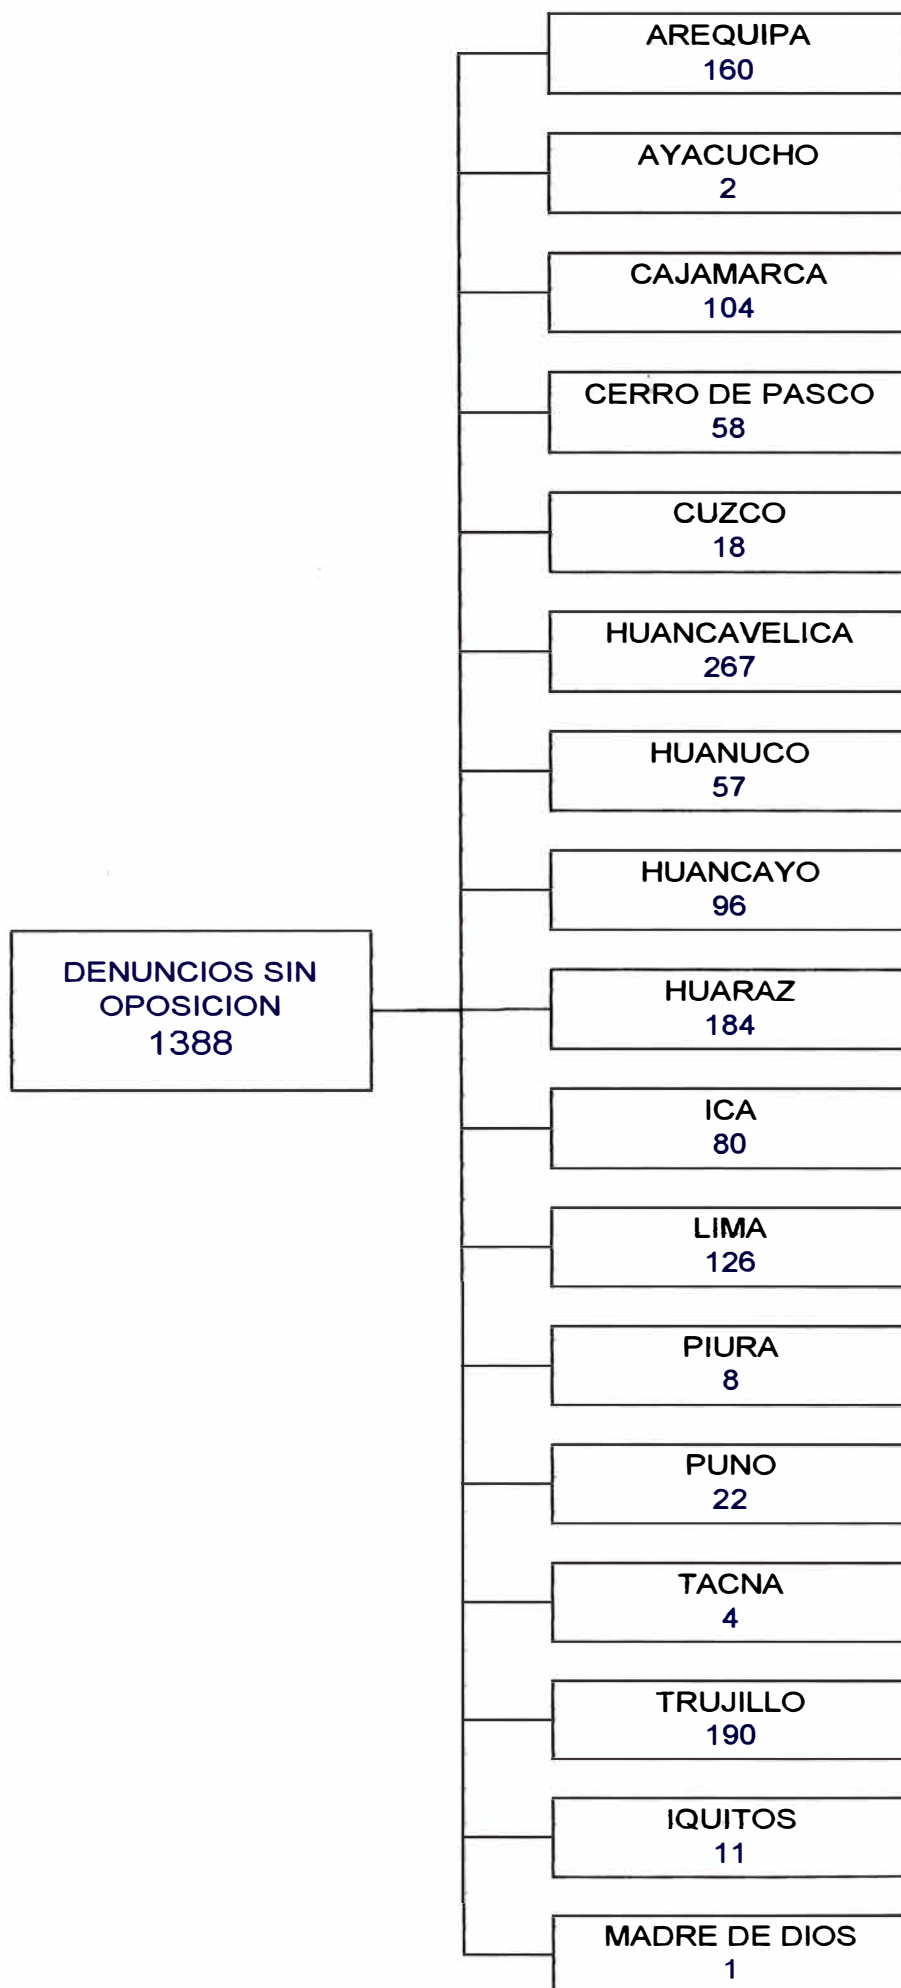 DENUNCIOS SIN
OPOSICION
1388
AREQUIPA
160
AYACUCHO
2
CAJAMARCA
104
CERRO DE PASCO
58
CUZCO
18
HUANCAVELICA
267
HUANUCO
57
HUANCAYO
96
HUARAZ
184
ICA
80
LIMA
126
PIURA
8
PUNO
22
TACNA
4
TRUJILLO
190
IQUITOS
11
MADRE DE DIOS
1